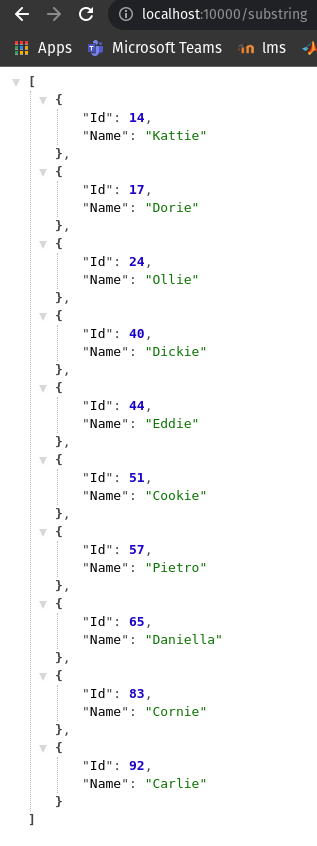 localhost:10000/substring
Apps Microsoft Teams lms
[
{
"Id": 14,
"Name": "Kattie"
},
{
"Id": 17,
"Name": "Dorie"
},
{
"Id": 24,
"Name": "Ollie"
},
{
"Id": 40,
"Name": "Dickie"
},
{
"Id": 44,
"Name": "Eddie"
},
{
"Id": 51,
"Name": "Cookie"
},
{
"Id": 57,
"Name": "Pietro"
},
{
"Id": 65,
"Name": "Daniella"
},
{
"Id": 83,
"Name": "Cornie"
},
{
"Id": 92,
"Name": "Carlie"
}
]